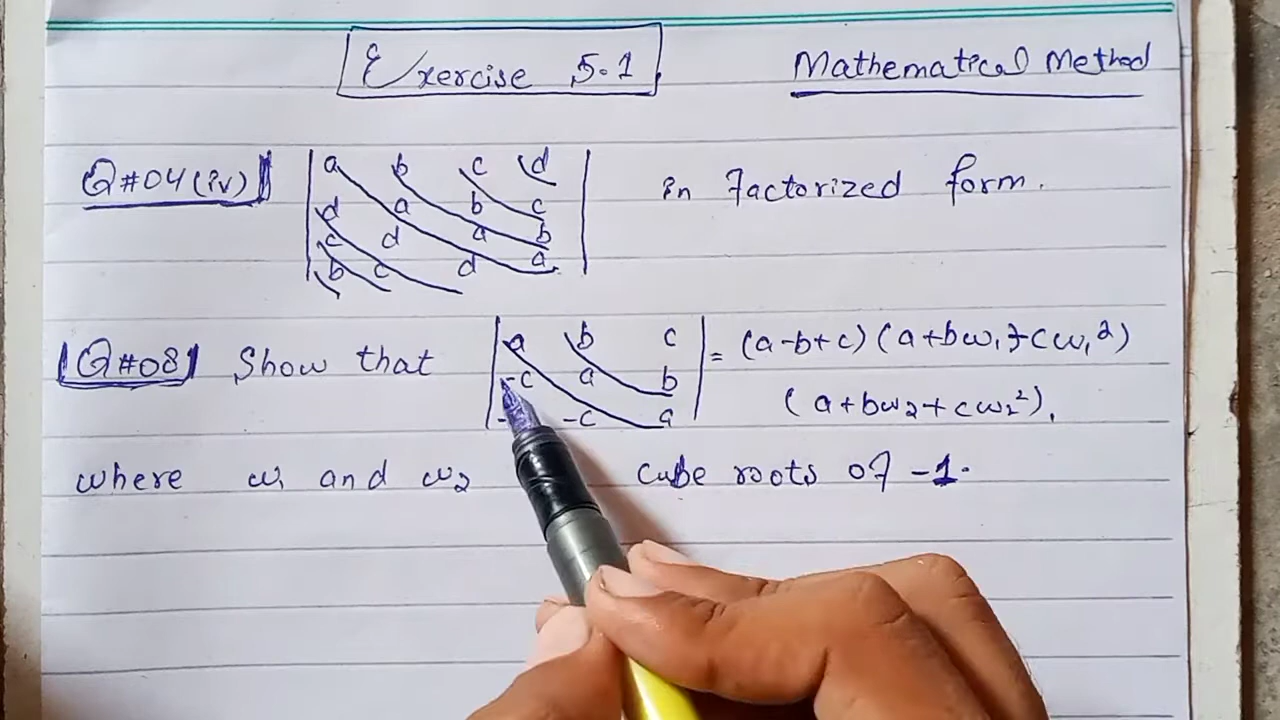 Exercise 5.1 Mathematical Method
Q#04(iv) | a b c d | in Factorized form.
d a b c
c d a b
b c d a
Q#08 Show that | a b c | = (a-b+c)(a+bω₁+cω₁²)
-c a b (a+bω₂+cω₂²).
- -c a
where ω₁ and ω₂ cube roots of -1.